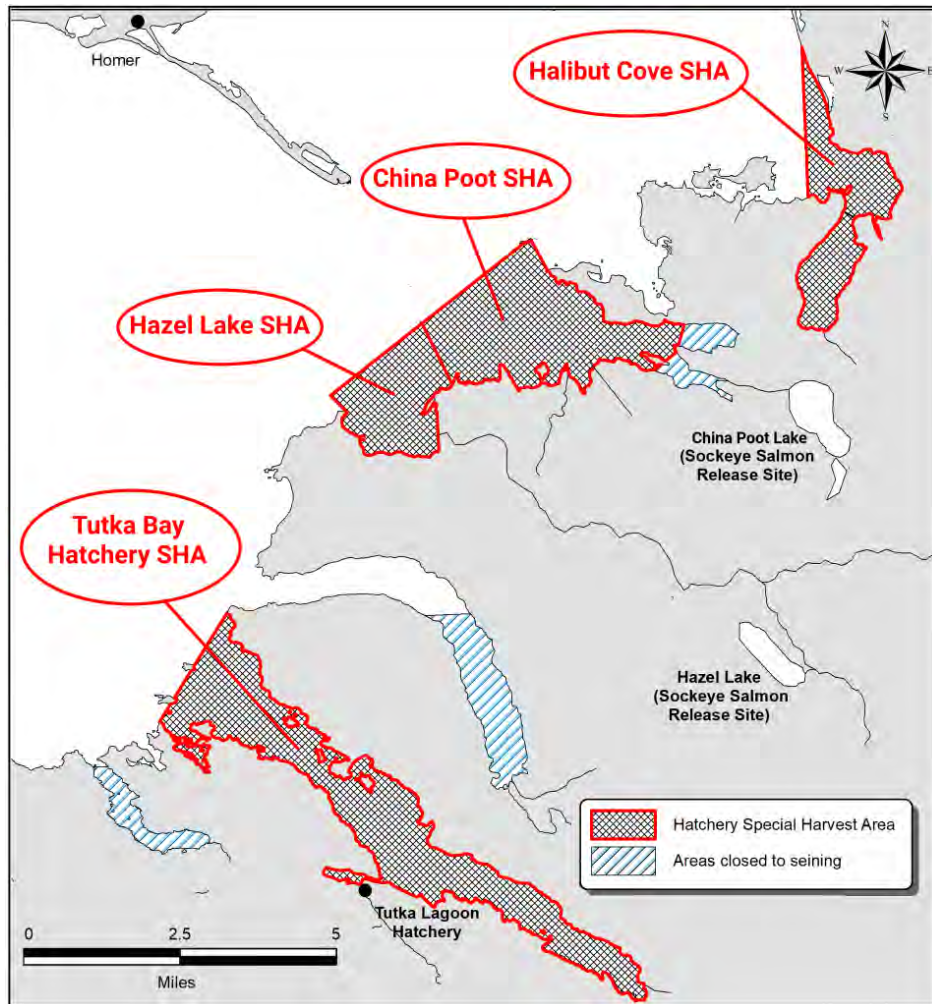 Homer
N
W
E
S
Halibut Cove SHA
China Poot SHA
Hazel Lake SHA
China Poot Lake
(Sockeye Salmon
Release Site)
Tutka Bay
Hatchery SHA
Hazel Lake
(Sockeye Salmon
Release Site)
Hatchery Special Harvest Area
Areas closed to seining
Tutka Lagoon
Hatchery
0
2.5
5
Miles